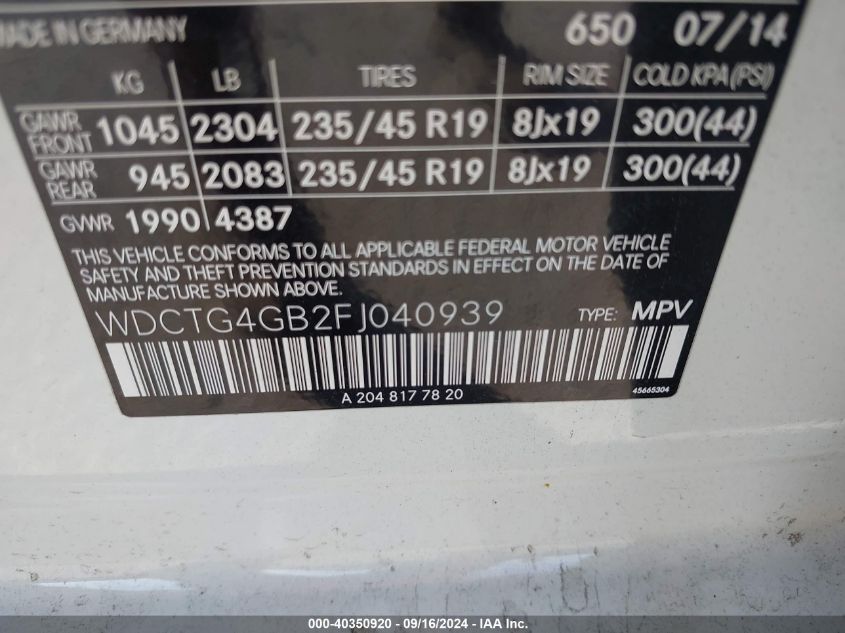 MADE IN GERMANY 650 07/14
KG LB TIRES RIM SIZE COLD KPA(PSI)
GAWR FRONT 1045 2304 235/45 R19 8Jx19 300(44)
GAWR REAR 945 2083 235/45 R19 8Jx19 300(44)
GVWR 1990 4387
THIS VEHICLE CONFORMS TO ALL APPLICABLE FEDERAL MOTOR VEHICLE
SAFETY AND THEFT PREVENTION STANDARDS IN EFFECT ON THE DATE OF
MANUFACTURE SHOWN ABOVE.
WDCTG4GB2FJ040939 TYPE: MPV
A 204 817 78 20 45665304
000-40350920 - 09/16/2024 - IAA Inc.